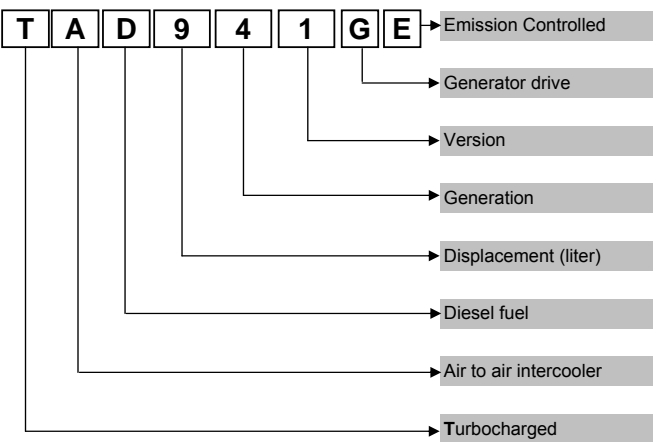 T A D 9 4 1 G E
Emission Controlled
Generator drive
Version
Generation
Displacement (liter)
Diesel fuel
Air to air intercooler
Turbocharged